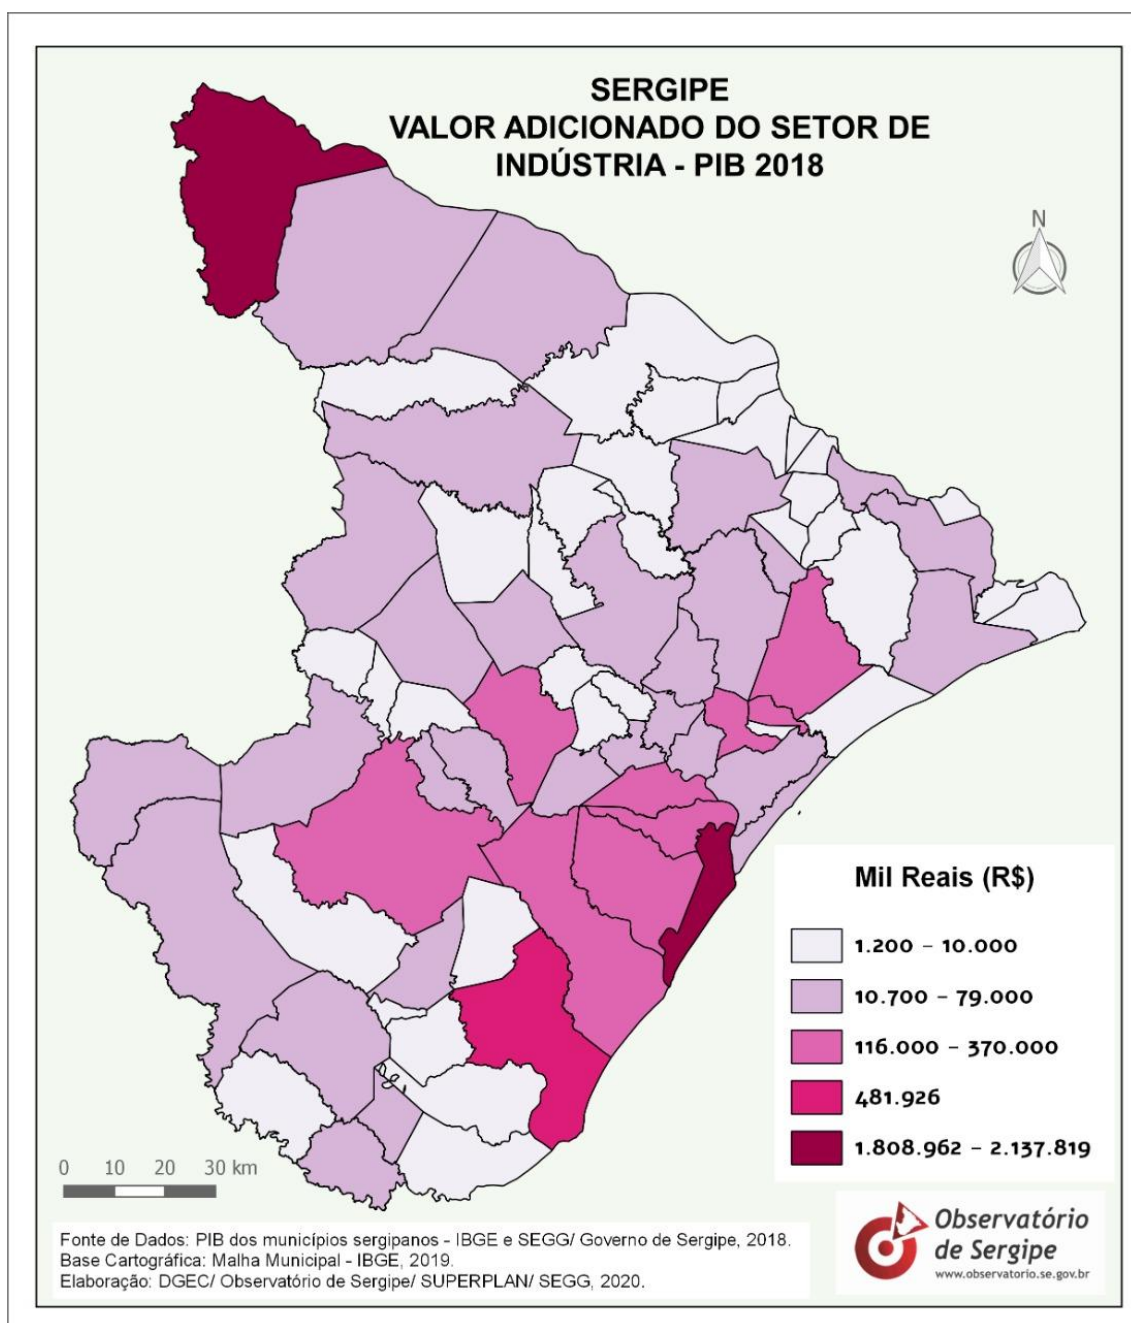 SERGIPE
VALOR ADICIONADO DO SETOR DE
INDÚSTRIA - PIB 2018
N
Mil Reais (R$)
1.200 – 10.000
10.700 – 79.000
116.000 – 370.000
481.926
1.808.962 – 2.137.819
0 10 20 30 km
Fonte de Dados: PIB dos municípios sergipanos - IBGE e SEGG/ Governo de Sergipe, 2018.
Base Cartográfica: Malha Municipal - IBGE, 2019.
Elaboração: DGEC/ Observatório de Sergipe/ SUPERPLAN/ SEGG, 2020.
Observatório
de Sergipe
www.observatorio.se.gov.br